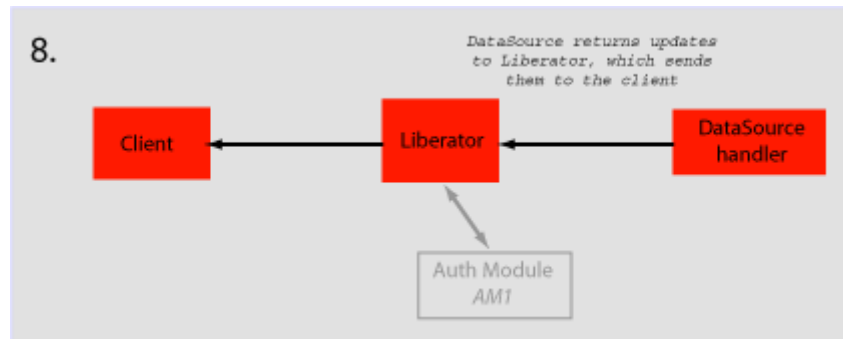 8.
DataSource returns updates
to Liberator, which sends
them to the client
Client
Liberator
DataSource
handler
Auth Module
AM1